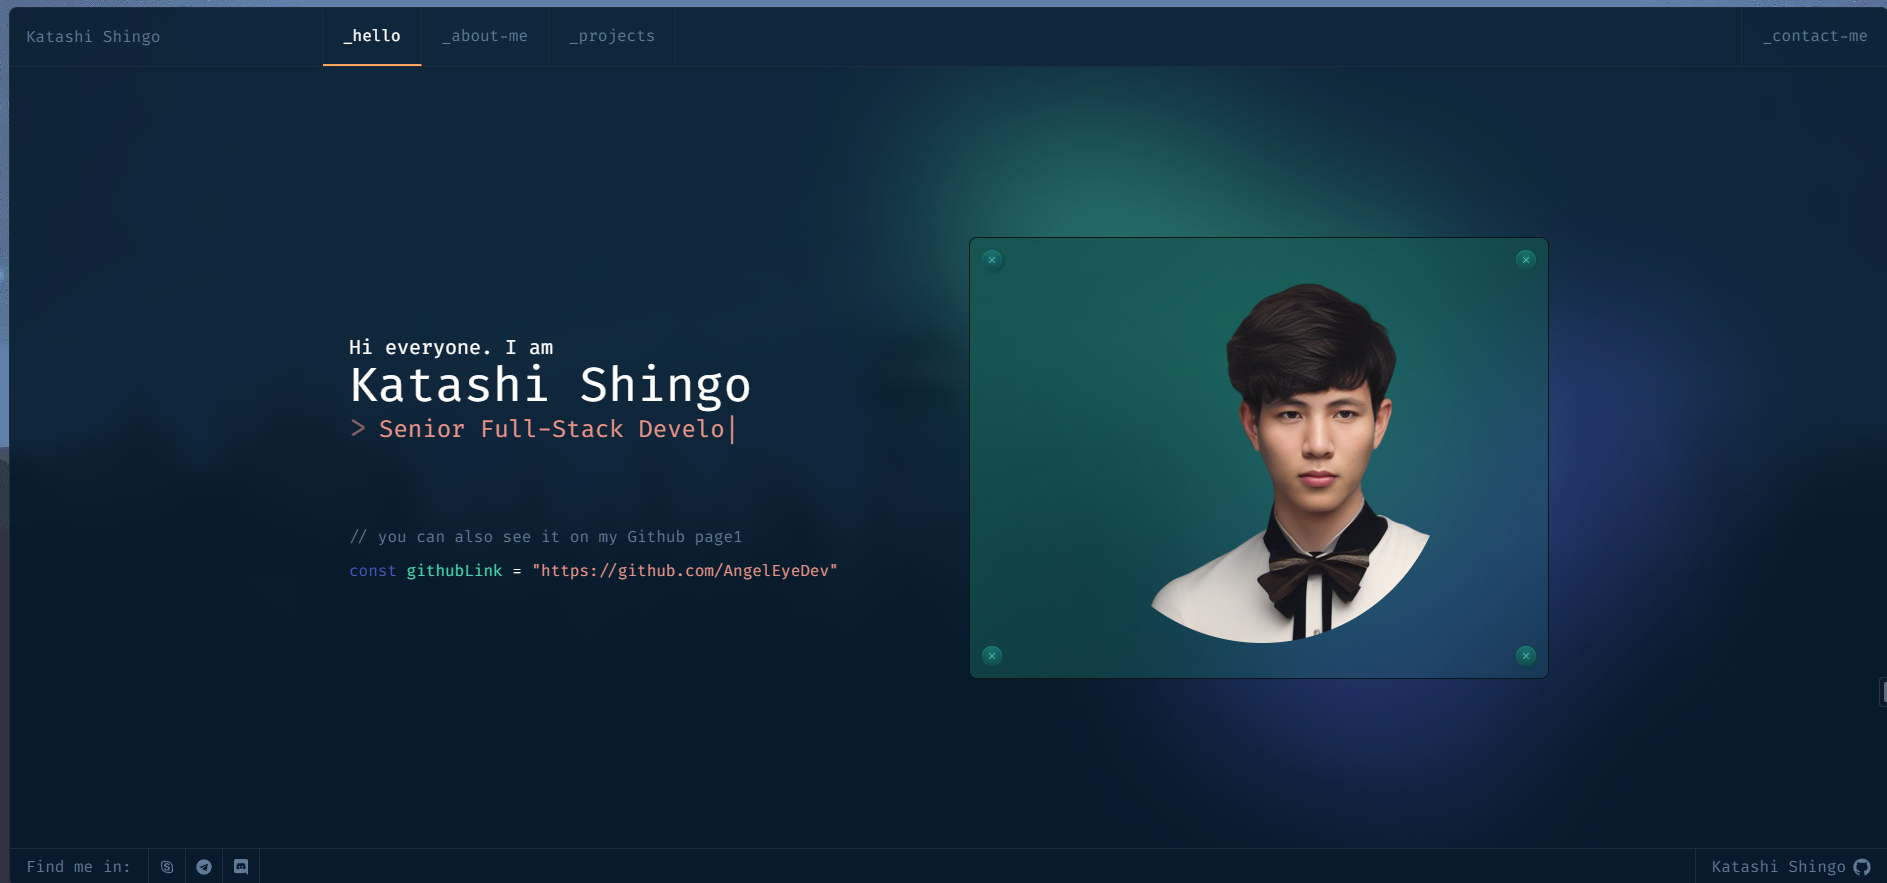 Katashi Shingo
_hello
_about-me
_projects
_contact-me
Hi everyone. I am
Katashi Shingo
> Senior Full-Stack Develo|
// you can also see it on my Github page1
const githubLink = "https://github.com/AngelEyeDev"
Find me in:
Katashi Shingo